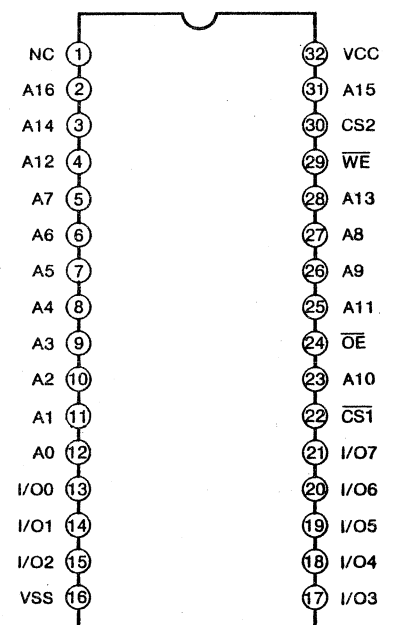 NC 1 32 VCC
A16 2 31 A15
A14 3 30 CS2
A12 4 29 W̅E̅
A7 5 28 A13
A6 6 27 A8
A5 7 26 A9
A4 8 25 A11
A3 9 24 O̅E̅
A2 10 23 A10
A1 11 22 C̅S̅1̅
A0 12 21 I/O7
I/O0 13 20 I/O6
I/O1 14 19 I/O5
I/O2 15 18 I/O4
VSS 16 17 I/O3